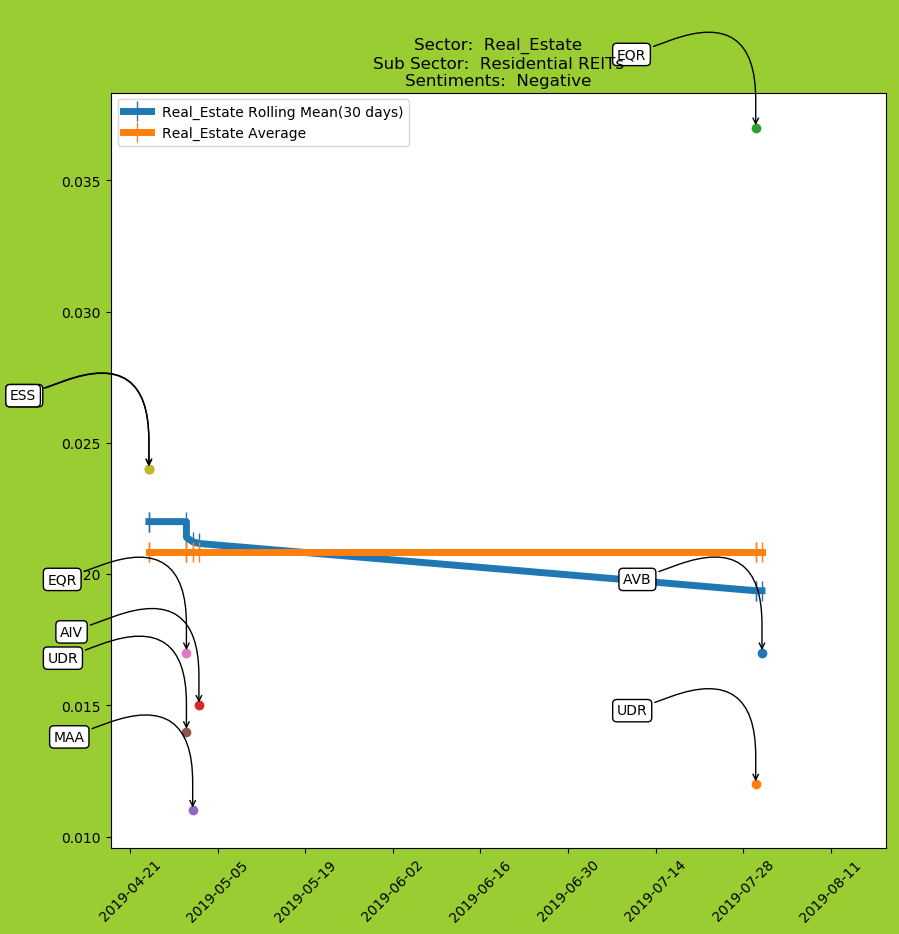 Sector:  Real_Estate
Sub Sector:  Residential REITs
Sentiments:  Negative
EQR
Real_Estate Rolling Mean(30 days)
Real_Estate Average
0.035
0.030
ESS
0.025
20
EQR
AVB
AIV
UDR
0.015
UDR
MAA
0.010
2019-04-21
2019-05-05
2019-05-19
2019-06-02
2019-06-16
2019-06-30
2019-07-14
2019-07-28
2019-08-11